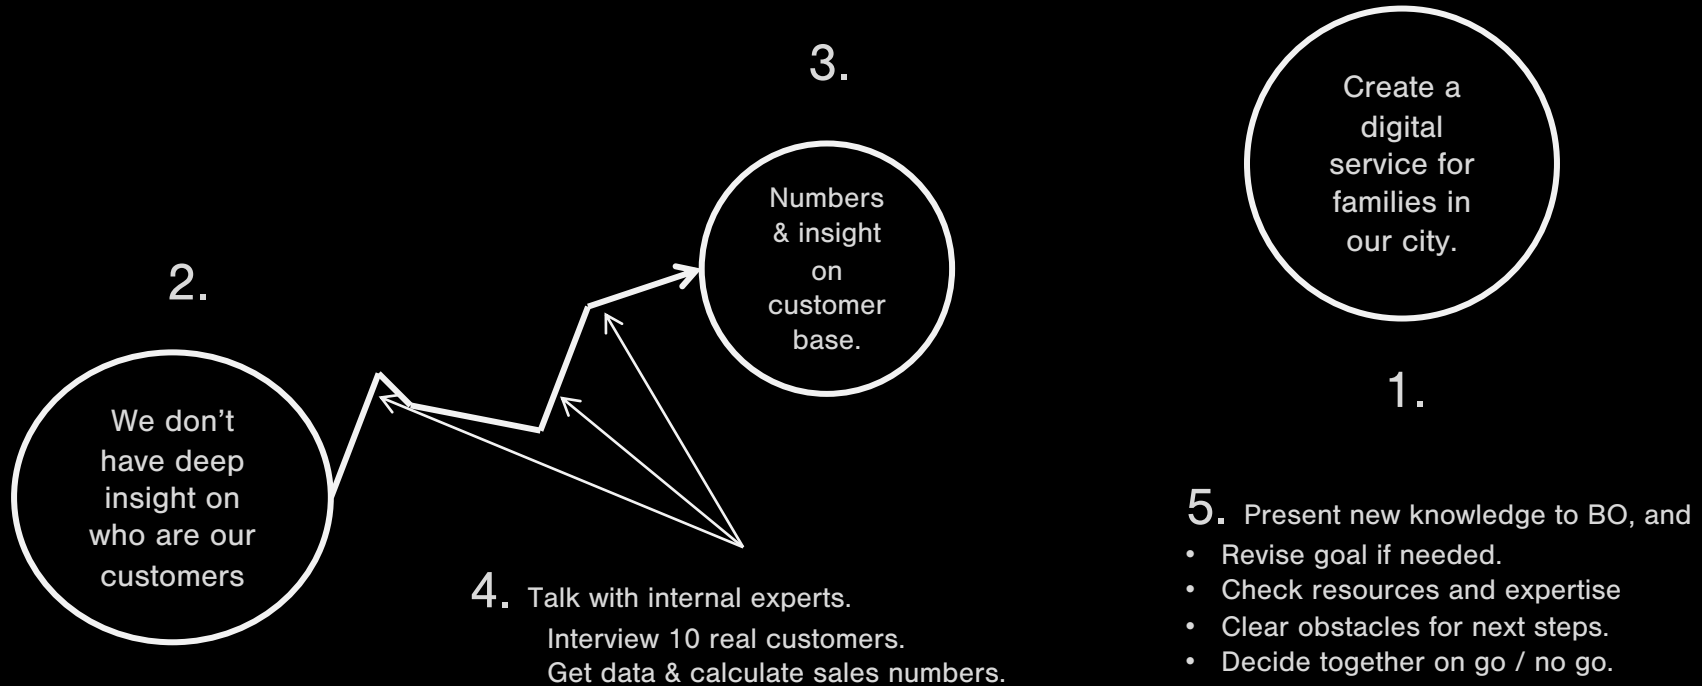 3.
Numbers
& insight
on
customer
base.
Create a
digital
service for
families in
our city.
1.
2.
We don’t
have deep
insight on
who are our
customers
4. Talk with internal experts.
Interview 10 real customers.
Get data & calculate sales numbers.
5. Present new knowledge to BO, and
• Revise goal if needed.
• Check resources and expertise
• Clear obstacles for next steps.
• Decide together on go / no go.